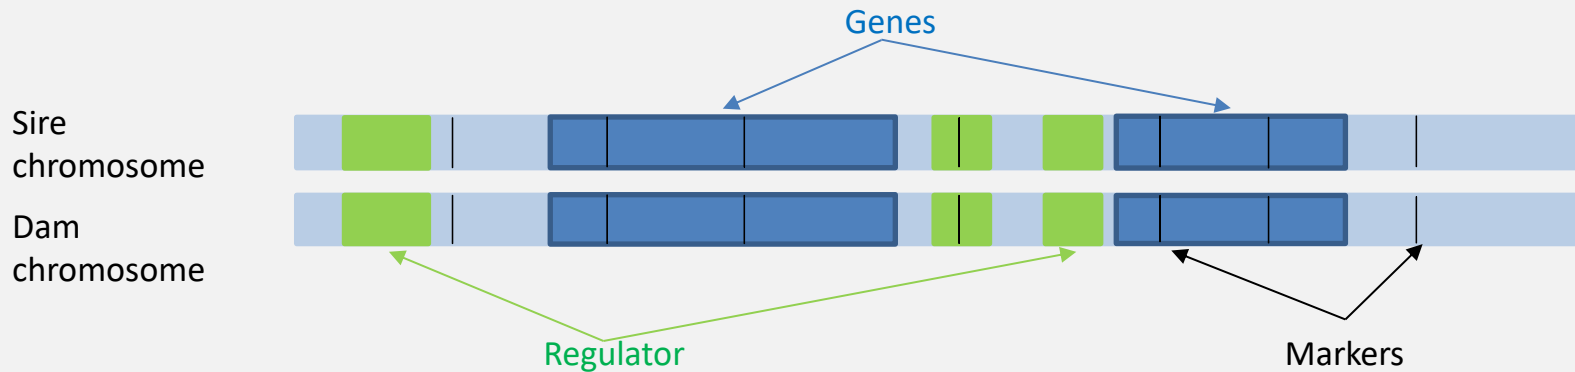 Genes
Sire
chromosome
Dam
chromosome
Regulator
Markers